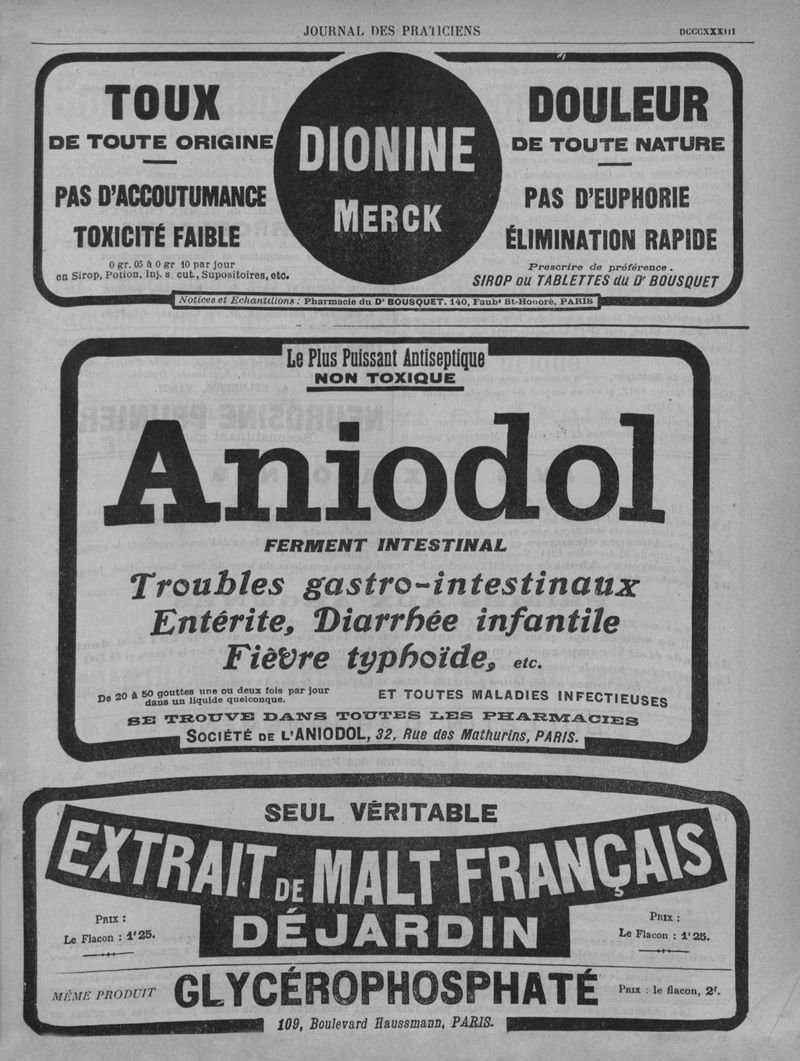 JOURNAL DES PRATICIENS
DCCCXXXIII
TOUX
DE TOUTE ORIGINE
PAS D'ACCOUTUMANCE
TOXICITÉ FAIBLE
0 gr. 05 à 0 gr 10 par jour
en Sirop, Potion, Inj. s. cut., Supositoires, etc.
DIONINE
MERCK
DOULEUR
DE TOUTE NATURE
PAS D'EUPHORIE
ÉLIMINATION RAPIDE
Prescrire de préférence.
SIROP ou TABLETTES du Dr BOUSQUET
Notices et Echantillons : Pharmacie du Dr BOUSQUET. 140, Faubg St-Honoré, PARIS
Le Plus Puissant Antiseptique
NON TOXIQUE
Aniodol
FERMENT INTESTINAL
Troubles gastro-intestinaux
Entérite, Diarrhée infantile
Fièvre typhoïde, etc.
De 20 à 50 gouttes une ou deux fois par jour
dans un liquide quelconque.
ET TOUTES MALADIES INFECTIEUSES
SE TROUVE DANS TOUTES LES PHARMACIES
SOCIÉTÉ DE L'ANIODOL, 32, Rue des Mathurins, PARIS.
SEUL VÉRITABLE
EXTRAIT DE MALT FRANÇAIS
DÉJARDIN
PRIX :
Le Flacon : 1f25.
PRIX :
Le Flacon : 1f25.
MÊME PRODUIT
GLYCÉROPHOSPHATÉ
PRIX : le flacon, 2f.
109, Boulevard Haussmann, PARIS.